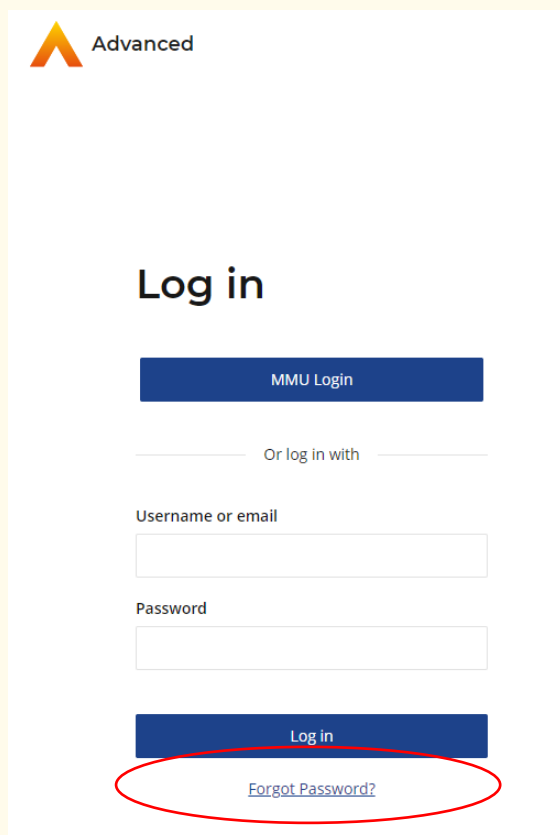 Advanced
Log in
MMU Login
Or log in with
Username or email
Password
Log in
Forgot Password?